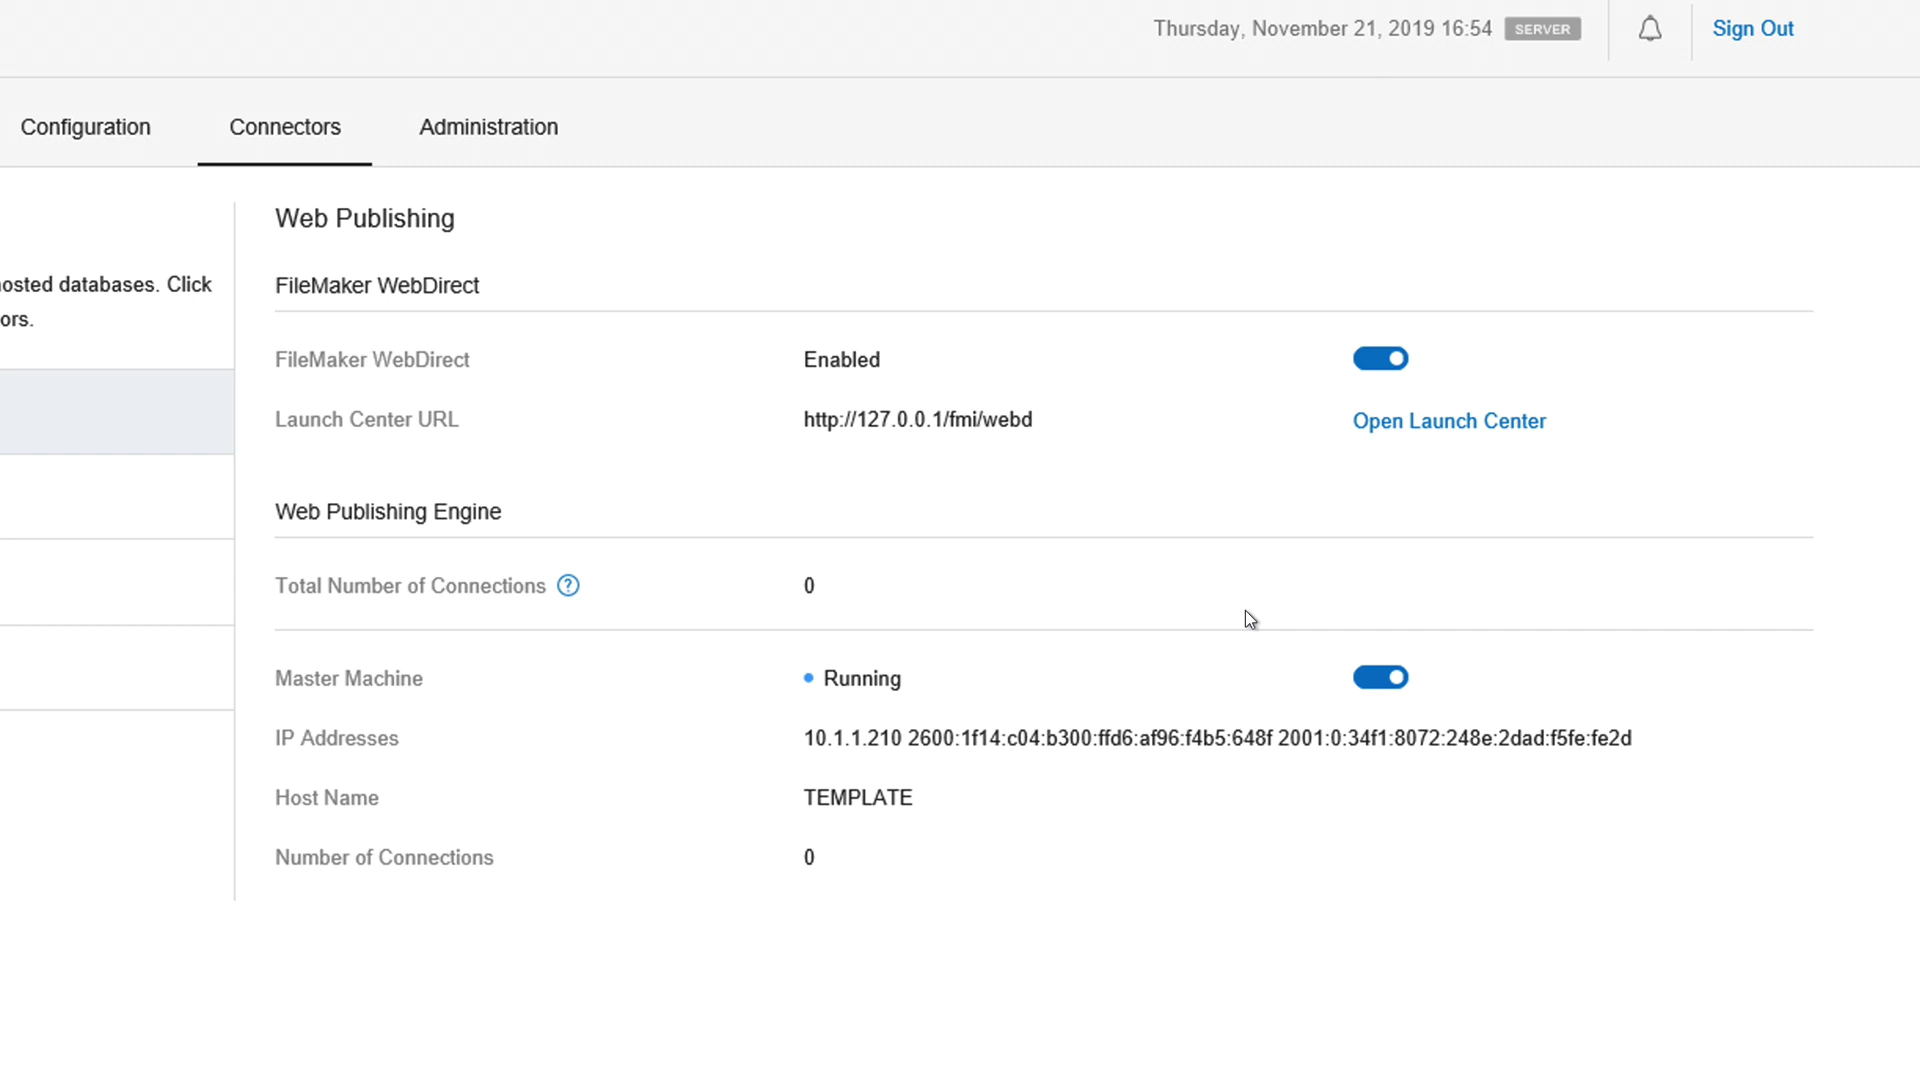 Thursday, November 21, 2019 16:54 SERVER Sign Out
Configuration Connectors Administration
Web Publishing
osted databases. Click
ors.
FileMaker WebDirect
FileMaker WebDirect Enabled
Launch Center URL http://127.0.0.1/fmi/webd Open Launch Center
Web Publishing Engine
Total Number of Connections ? 0
Master Machine Running
IP Addresses 10.1.1.210 2600:1f14:c04:b300:ffd6:af96:f4b5:648f 2001:0:34f1:8072:248e:2dad:f5fe:fe2d
Host Name TEMPLATE
Number of Connections 0